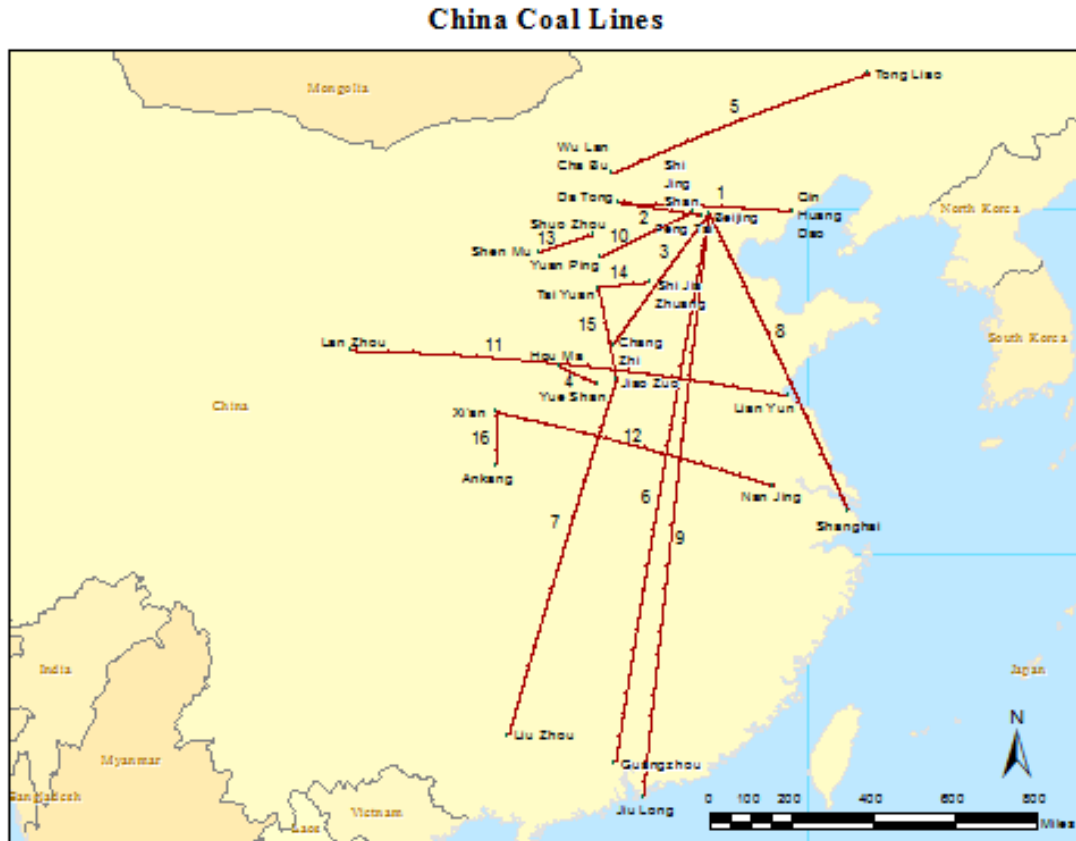 China Coal Lines
Mongolia
Tong Liao
5
Wu Lan
Cha Bu
Shi
Jing
Shan
1
Da Tong
Qin
Huang
Dao
North Korea
2
Beijing
Feng Tai
Shuo Zhou
13
10
Shen Mu
Yuan Ping
3
14
Tai Yuan
Shi Jia
Zhuang
15
8
South Korea
Lan Zhou
11
Hou Ma
Chang
Zhi
4
Jiao Zuo
Yue Shan
Lian Yun
China
Xi'an
12
16
Ankang
Nan Jing
6
7
9
Shanghai
India
Japan
N
Liu Zhou
Myanmar
Guangzhou
Bangladesh
Jiu Long
Vietnam
Laos
0 100 200 400 600 800
Miles